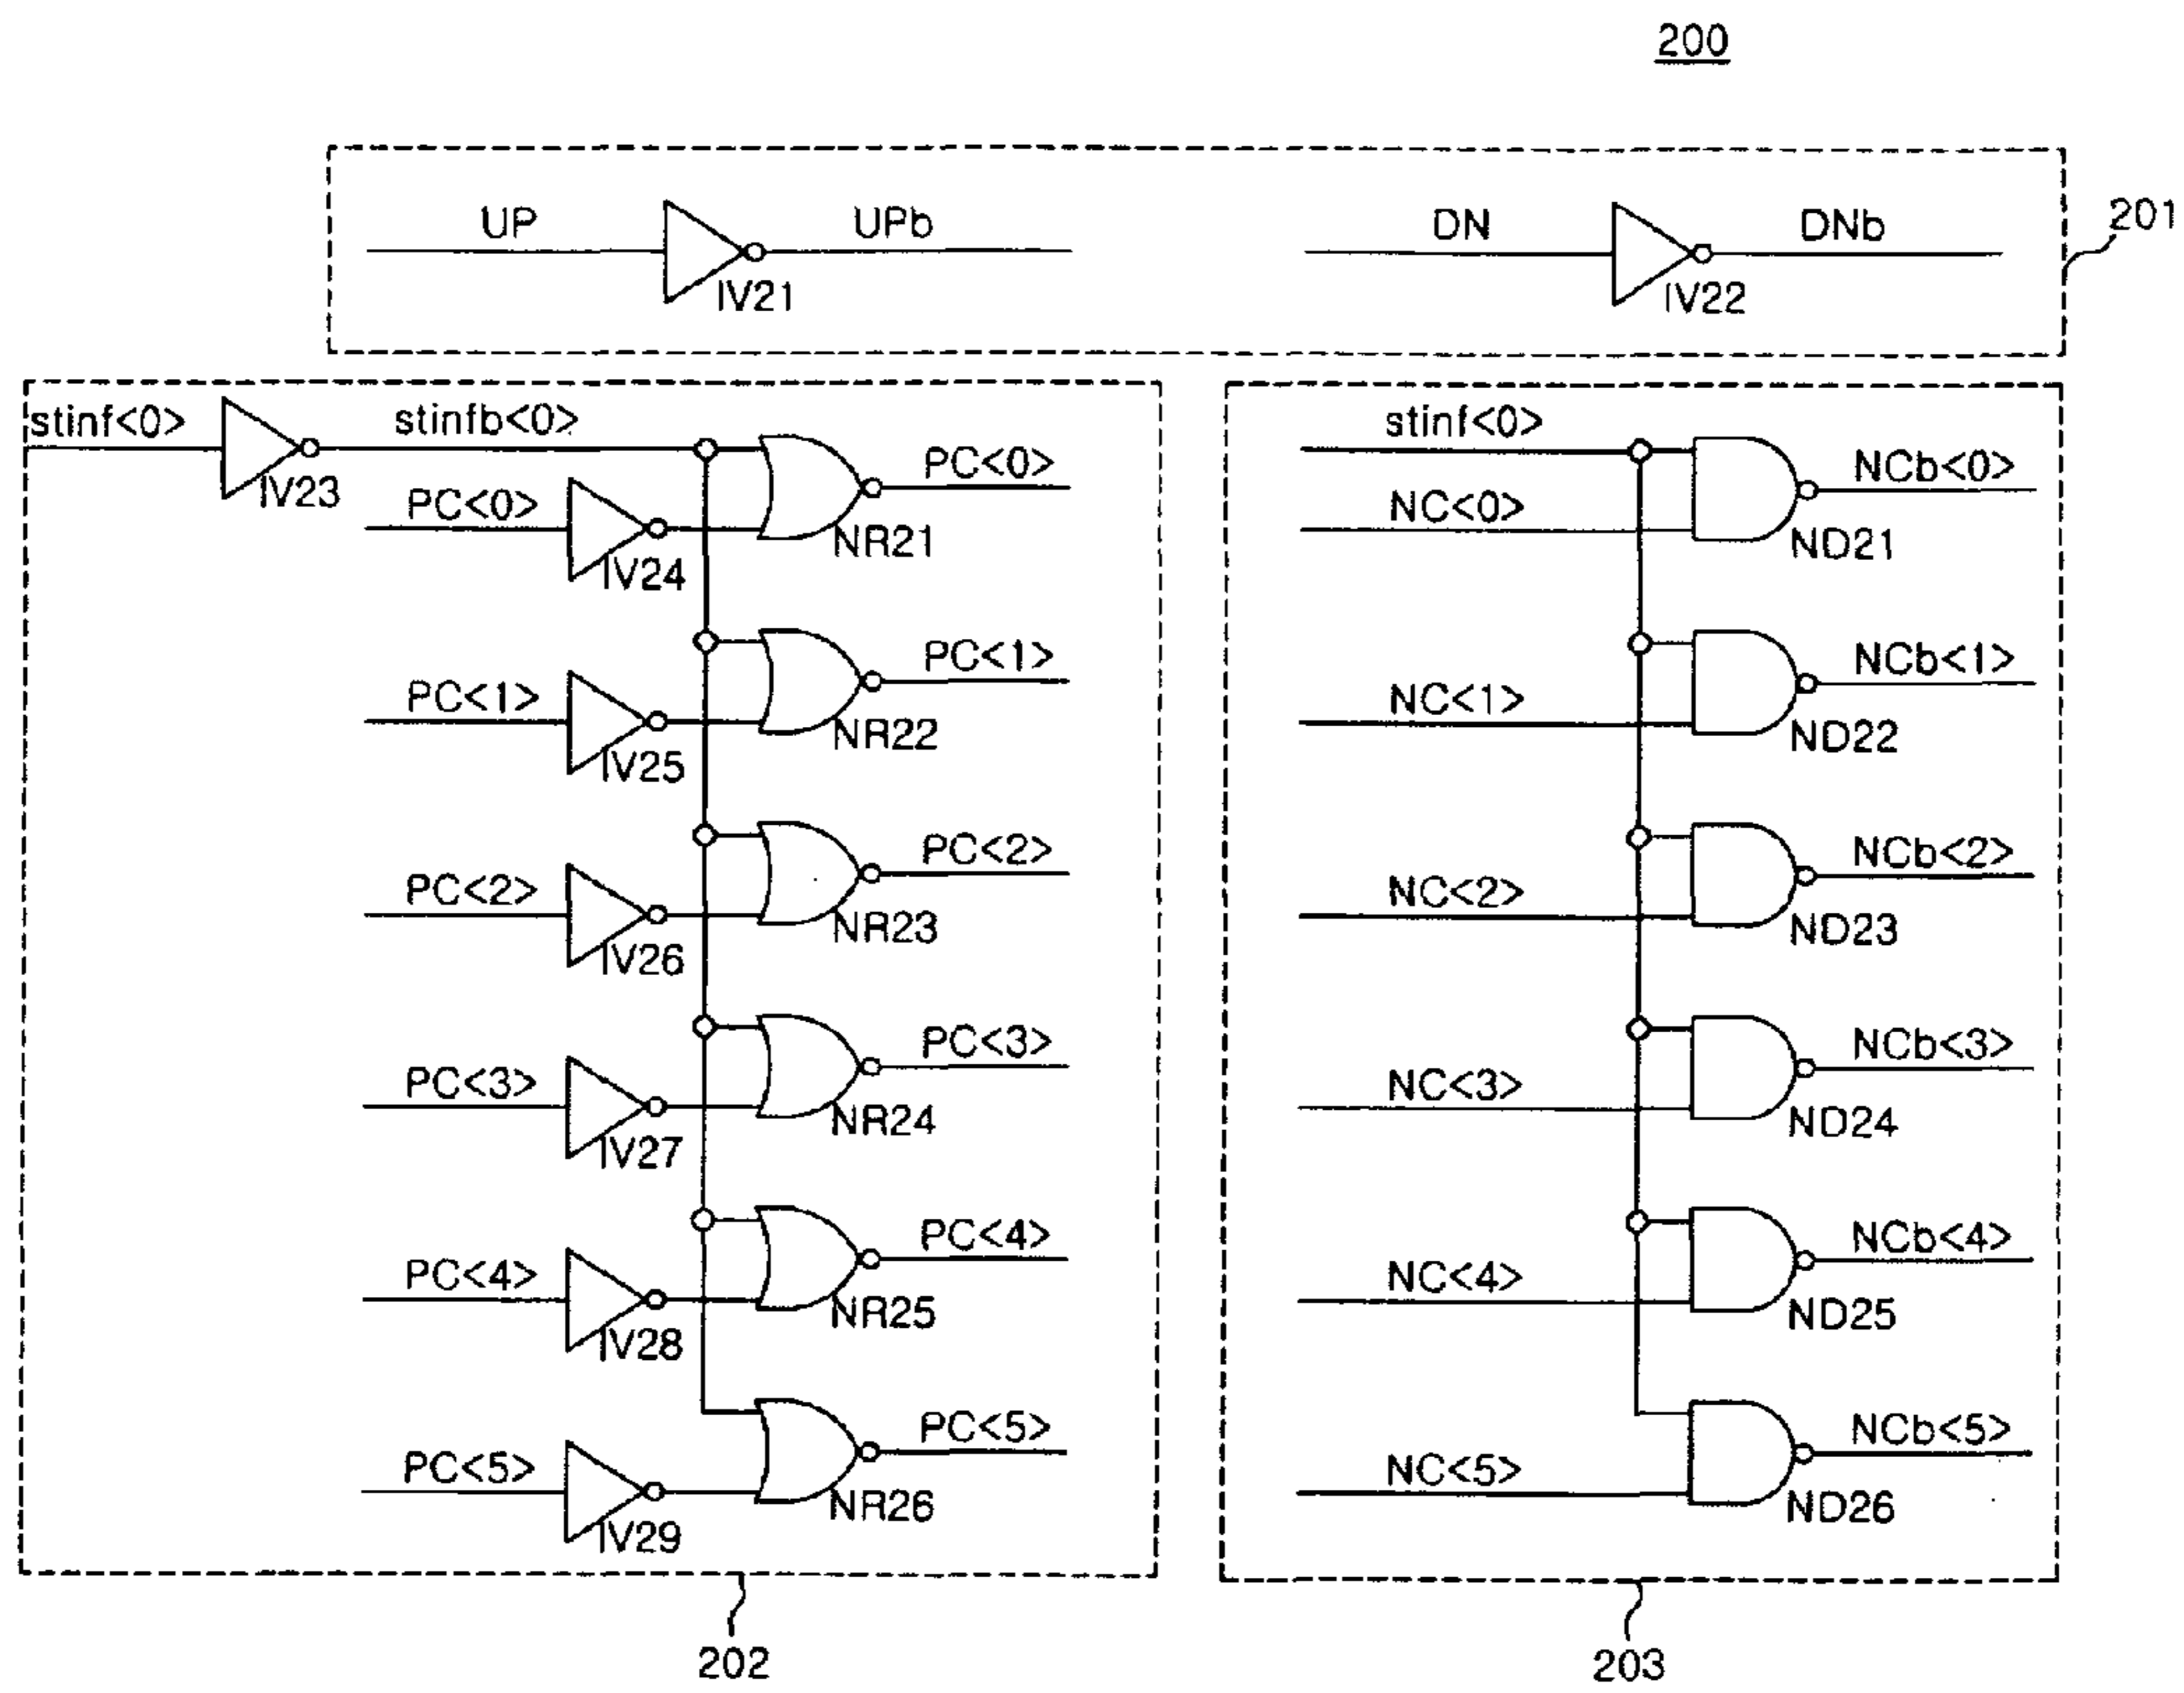 200
UP
UPb
IV21
DN
DNb
IV22
201
stinf<0>
IV23
stinfb<0>
PC<0>
IV24
PC<0>
NR21
PC<1>
IV25
PC<1>
NR22
PC<2>
IV26
PC<2>
NR23
PC<3>
IV27
PC<3>
NR24
PC<4>
IV28
PC<4>
NR25
PC<5>
IV29
PC<5>
NR26
202
stinf<0>
NC<0>
NCb<0>
ND21
NC<1>
NCb<1>
ND22
NC<2>
NCb<2>
ND23
NC<3>
NCb<3>
ND24
NC<4>
NCb<4>
ND25
NC<5>
NCb<5>
ND26
203